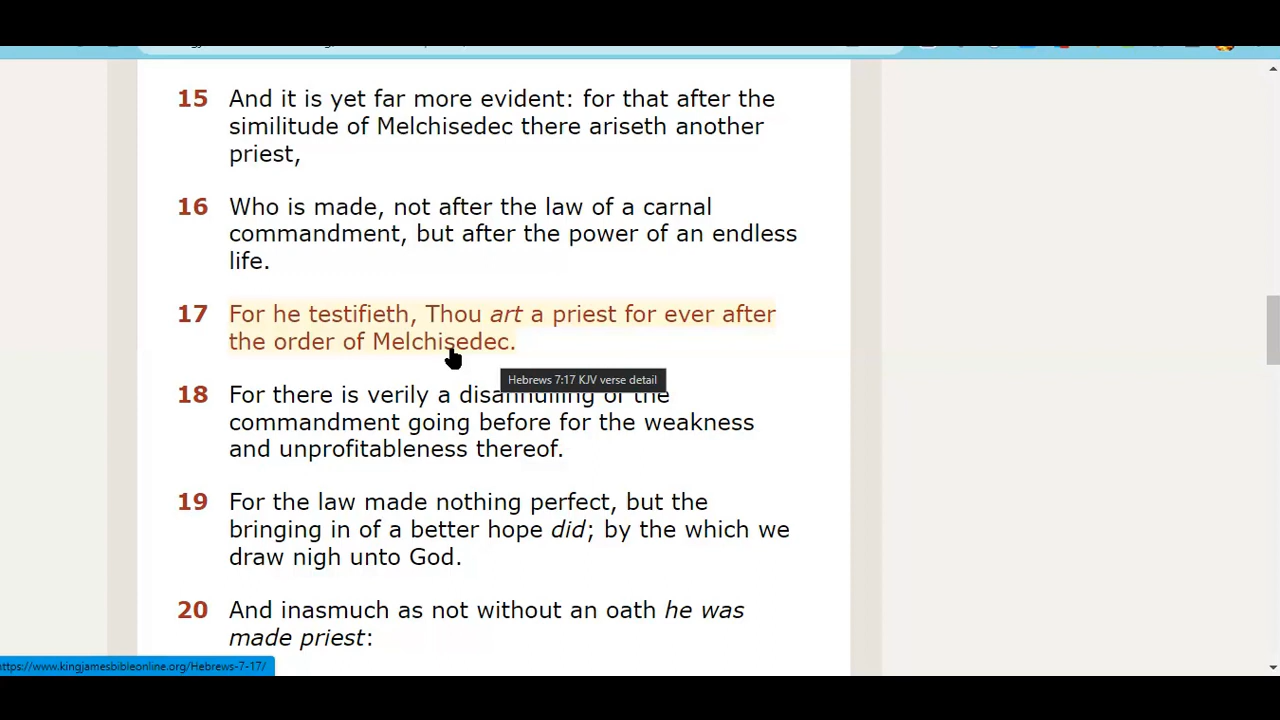 15 And it is yet far more evident: for that after the
similitude of Melchisedec there ariseth another
priest,
16 Who is made, not after the law of a carnal
commandment, but after the power of an endless
life.
17 For he testifieth, Thou art a priest for ever after
the order of Melchisedec.
Hebrews 7:17 KJV verse detail
18 For there is verily a disannulling of the
commandment going before for the weakness
and unprofitableness thereof.
19 For the law made nothing perfect, but the
bringing in of a better hope did; by the which we
draw nigh unto God.
20 And inasmuch as not without an oath he was
made priest:
https://www.kingjamesbibleonline.org/Hebrews-7-17/